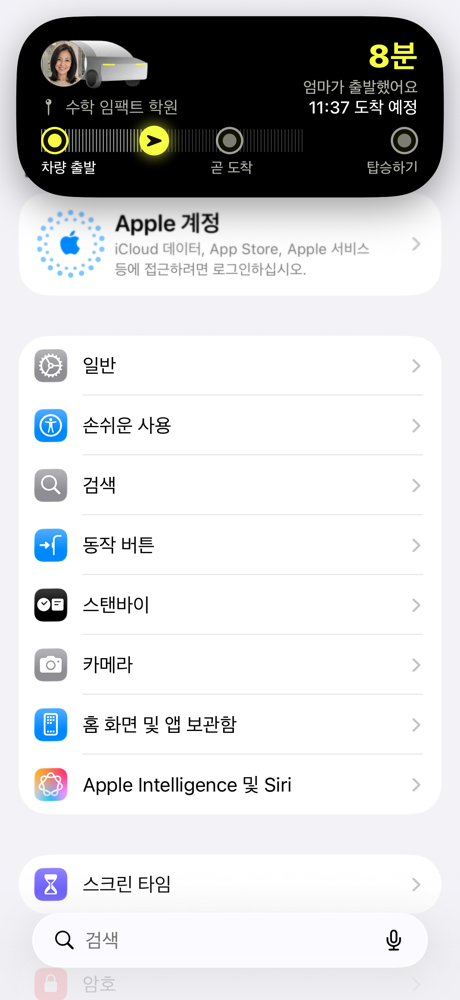 8분
엄마가 출발했어요
수학 임팩트 학원
11:37 도착 예정
차량 출발
곧 도착
탑승하기
Apple 계정
iCloud 데이터, App Store, Apple 서비스
등에 접근하려면 로그인하십시오.
일반
손쉬운 사용
검색
동작 버튼
스탠바이
카메라
홈 화면 및 앱 보관함
Apple Intelligence 및 Siri
스크린 타임
검색
암호